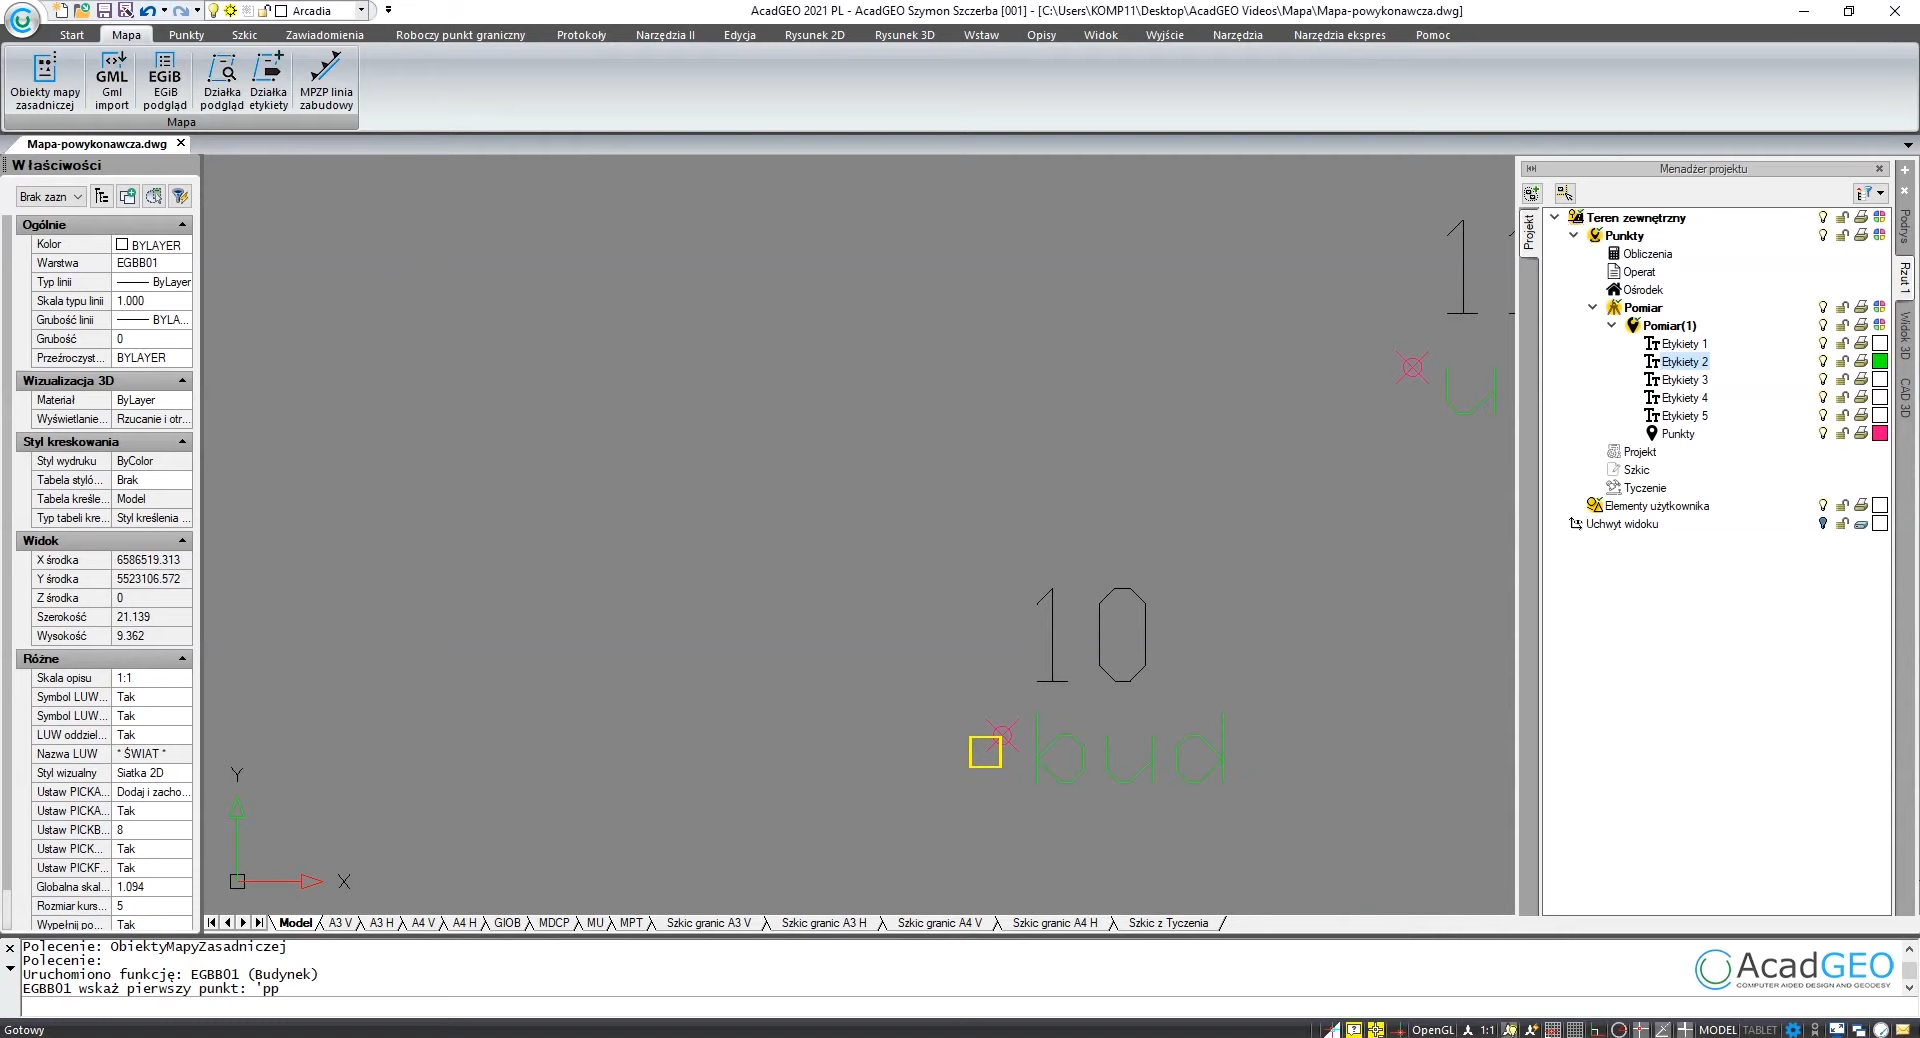 AcadGEO 2021 PL - AcadGEO Szymon Szczerba [001] - [C:\Users\KOMP11\Desktop\AcadGEO Videos\Mapa\Mapa-powykonawcza.dwg]
Arcadia
Start Mapa Punkty Szkic Zawiadomienia Roboczy punkt graniczny Protokoły Narzędzia II Edycja Rysunek 2D Rysunek 3D Wstaw Opisy Widok Wyjście Narzędzia Narzędzia ekspres Pomoc
Obiekty mapy zasadniczej
GML
Gml import
EGiB
EGiB podgląd
Działka podgląd
Działka etykiety
MPZP linia zabudowy
Mapa
Mapa-powykonawcza.dwg
Właściwości
Brak zazn
Ogólnie
Kolor BYLAYER
Warstwa EGBB01
Typ linii ByLayer
Skala typu linii 1.000
Grubość linii BYLA...
Grubość 0
Przeźroczyst... BYLAYER
Wizualizacja 3D
Materiał ByLayer
Wyświetlanie... Rzucanie i otr...
Styl kreskowania
Styl wydruku ByColor
Tabela styló... Brak
Tabela kreśle... Model
Typ tabeli kre... Styl kreślenia ...
Widok
X środka 6586519.313
Y środka 5523106.572
Z środka 0
Szerokość 21.139
Wysokość 9.362
Różne
Skala opisu 1:1
Symbol LUW... Tak
Symbol LUW... Tak
LUW oddziel... Tak
Nazwa LUW * ŚWIAT *
Styl wizualny Siatka 2D
Ustaw PICKA... Dodaj i zacho...
Ustaw PICKA... Tak
Ustaw PICKB... 8
Ustaw PICK... Tak
Ustaw PICKF... Tak
Globalna skal... 1.094
Rozmiar kurs... 5
Wypełnij po... Tak
10
bud
Y
X
Menadżer projektu
Projekt
Teren zewnętrzny
Punkty
Obliczenia
Operat
Ośrodek
Pomiar
Pomiar(1)
Etykiety 1
Etykiety 2
Etykiety 3
Etykiety 4
Etykiety 5
Punkty
Projekt
Szkic
Tyczenie
Elementy użytkownika
Uchwyt widoku
Podrys
Rzut 1
Widok 3D
CAD 3D
Model A3 V A3 H A4 V A4 H GIOB MDCP MU MPT Szkic granic A3 V Szkic granic A3 H Szkic granic A4 V Szkic granic A4 H Szkic z Tyczenia
Polecenie: ObiektyMapyZasadniczej
Polecenie:
Uruchomiono funkcję: EGBB01 (Budynek)
EGBB01 wskaż pierwszy punkt: 'pp
AcadGEO
COMPUTER AIDED DESIGN AND GEODESY
Gotowy
OpenGL 1:1 MODEL TABLET